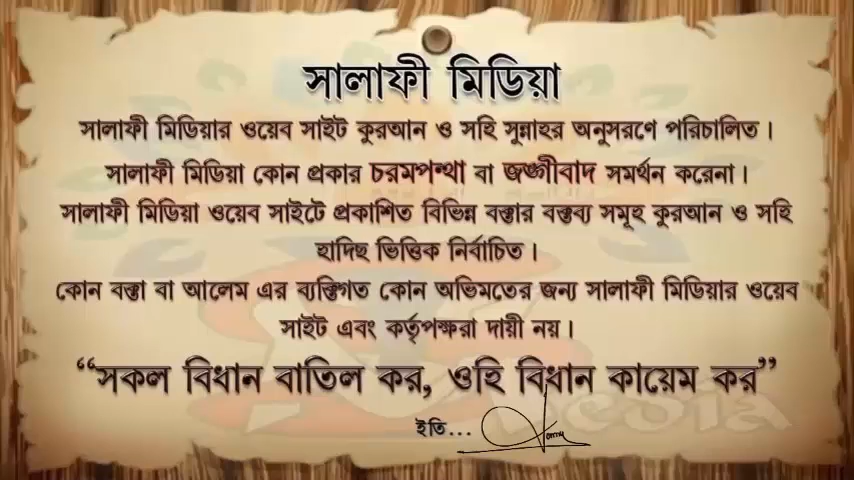 সালাফী মিডিয়া
সালাফী মিডিয়ার ওয়েব সাইট কুরআন ও সহি সুন্নাহর অনুসরণে পরিচালিত।
সালাফী মিডিয়া কোন প্রকার চরমপন্থা বা জঙ্গীবাদ সমর্থন করেনা।
সালাফী মিডিয়া ওয়েব সাইটে প্রকাশিত বিভিন্ন বক্তার বক্তব্য সমূহ কুরআন ও সহি
হাদিছ ভিত্তিক নির্বাচিত।
কোন বক্তা বা আলেম এর ব্যক্তিগত কোন অভিমতের জন্য সালাফী মিডিয়ার ওয়েব
সাইট এবং কর্তৃপক্ষরা দায়ী নয়।
“সকল বিধান বাতিল কর, ওহি বিধান কায়েম কর”
media
ইতি...